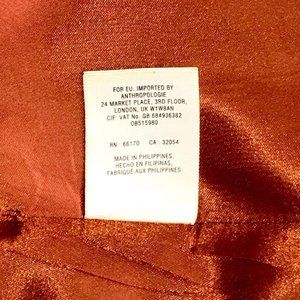 FOR EU. IMPORTED BY
ANTHROPOLOGIE
24 MARKET PLACE, 3RD FLOOR,
LONDON, UK W1W8AN
CIF: VAT No. GB 684936382
OB515980
RN 66170 CA 32054
MADE IN PHILIPPINES,
HECHO EN FILIPINAS,
FABRIQUÉ AUX PHILIPPINES